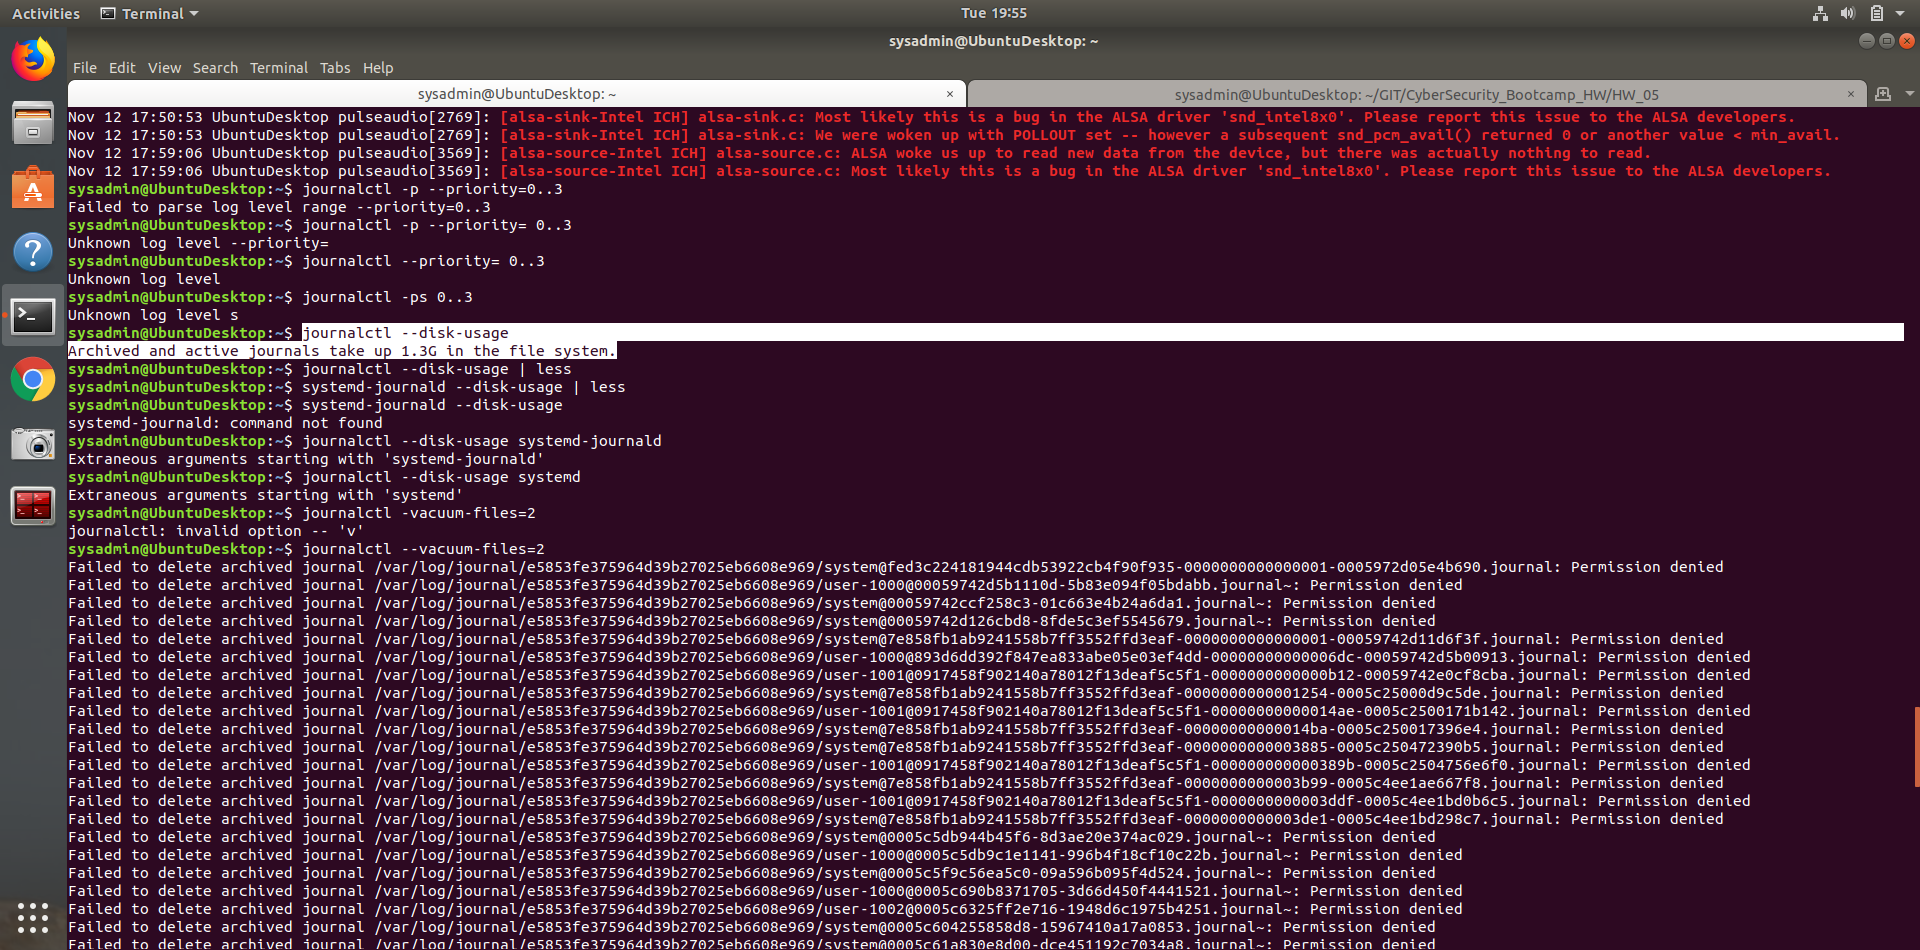 Activities Terminal Tue 19:55
sysadmin@UbuntuDesktop: ~
File Edit View Search Terminal Tabs Help
sysadmin@UbuntuDesktop: ~ × sysadmin@UbuntuDesktop: ~/GIT/CyberSecurity_Bootcamp_HW/HW_05 ×
Nov 12 17:50:53 UbuntuDesktop pulseaudio[2769]: [alsa-sink-Intel ICH] alsa-sink.c: Most likely this is a bug in the ALSA driver 'snd_intel8x0'. Please report this issue to the ALSA developers.
Nov 12 17:50:53 UbuntuDesktop pulseaudio[2769]: [alsa-sink-Intel ICH] alsa-sink.c: We were woken up with POLLOUT set -- however a subsequent snd_pcm_avail() returned 0 or another value < min_avail.
Nov 12 17:59:06 UbuntuDesktop pulseaudio[3569]: [alsa-source-Intel ICH] alsa-source.c: ALSA woke us up to read new data from the device, but there was actually nothing to read.
Nov 12 17:59:06 UbuntuDesktop pulseaudio[3569]: [alsa-source-Intel ICH] alsa-source.c: Most likely this is a bug in the ALSA driver 'snd_intel8x0'. Please report this issue to the ALSA developers.
sysadmin@UbuntuDesktop:~$ journalctl -p --priority=0..3
Failed to parse log level range --priority=0..3
sysadmin@UbuntuDesktop:~$ journalctl -p --priority= 0..3
Unknown log level --priority=
sysadmin@UbuntuDesktop:~$ journalctl --priority= 0..3
Unknown log level
sysadmin@UbuntuDesktop:~$ journalctl -ps 0..3
Unknown log level s
sysadmin@UbuntuDesktop:~$ journalctl --disk-usage
Archived and active journals take up 1.3G in the file system.
sysadmin@UbuntuDesktop:~$ journalctl --disk-usage | less
sysadmin@UbuntuDesktop:~$ systemd-journald --disk-usage | less
sysadmin@UbuntuDesktop:~$ systemd-journald --disk-usage
systemd-journald: command not found
sysadmin@UbuntuDesktop:~$ journalctl --disk-usage systemd-journald
Extraneous arguments starting with 'systemd-journald'
sysadmin@UbuntuDesktop:~$ journalctl --disk-usage systemd
Extraneous arguments starting with 'systemd'
sysadmin@UbuntuDesktop:~$ journalctl -vacuum-files=2
journalctl: invalid option -- 'v'
sysadmin@UbuntuDesktop:~$ journalctl --vacuum-files=2
Failed to delete archived journal /var/log/journal/e5853fe375964d39b27025eb6608e969/system@fed3c224181944cdb53922cb4f90f935-0000000000000001-0005972d05e4b690.journal: Permission denied
Failed to delete archived journal /var/log/journal/e5853fe375964d39b27025eb6608e969/user-1000@00059742d5b1110d-5b83e094f05bdabb.journal~: Permission denied
Failed to delete archived journal /var/log/journal/e5853fe375964d39b27025eb6608e969/system@00059742ccf258c3-01c663e4b24a6da1.journal~: Permission denied
Failed to delete archived journal /var/log/journal/e5853fe375964d39b27025eb6608e969/system@00059742d126cbd8-8fde5c3ef5545679.journal~: Permission denied
Failed to delete archived journal /var/log/journal/e5853fe375964d39b27025eb6608e969/system@7e858fb1ab9241558b7ff3552ffd3eaf-0000000000000001-00059742d11d6f3f.journal: Permission denied
Failed to delete archived journal /var/log/journal/e5853fe375964d39b27025eb6608e969/user-1000@893d6dd392f847ea833abe05e03ef4dd-00000000000006dc-00059742d5b00913.journal: Permission denied
Failed to delete archived journal /var/log/journal/e5853fe375964d39b27025eb6608e969/user-1001@0917458f902140a78012f13deaf5c5f1-0000000000000b12-00059742e0cf8cba.journal: Permission denied
Failed to delete archived journal /var/log/journal/e5853fe375964d39b27025eb6608e969/system@7e858fb1ab9241558b7ff3552ffd3eaf-0000000000001254-0005c25000d9c5de.journal: Permission denied
Failed to delete archived journal /var/log/journal/e5853fe375964d39b27025eb6608e969/user-1001@0917458f902140a78012f13deaf5c5f1-00000000000014ae-0005c2500171b142.journal: Permission denied
Failed to delete archived journal /var/log/journal/e5853fe375964d39b27025eb6608e969/system@7e858fb1ab9241558b7ff3552ffd3eaf-00000000000014ba-0005c250017396e4.journal: Permission denied
Failed to delete archived journal /var/log/journal/e5853fe375964d39b27025eb6608e969/system@7e858fb1ab9241558b7ff3552ffd3eaf-0000000000003885-0005c250472390b5.journal: Permission denied
Failed to delete archived journal /var/log/journal/e5853fe375964d39b27025eb6608e969/user-1001@0917458f902140a78012f13deaf5c5f1-000000000000389b-0005c2504756e6f0.journal: Permission denied
Failed to delete archived journal /var/log/journal/e5853fe375964d39b27025eb6608e969/system@7e858fb1ab9241558b7ff3552ffd3eaf-0000000000003b99-0005c4ee1ae667f8.journal: Permission denied
Failed to delete archived journal /var/log/journal/e5853fe375964d39b27025eb6608e969/user-1001@0917458f902140a78012f13deaf5c5f1-0000000000003ddf-0005c4ee1bd0b6c5.journal: Permission denied
Failed to delete archived journal /var/log/journal/e5853fe375964d39b27025eb6608e969/system@7e858fb1ab9241558b7ff3552ffd3eaf-0000000000003de1-0005c4ee1bd298c7.journal: Permission denied
Failed to delete archived journal /var/log/journal/e5853fe375964d39b27025eb6608e969/system@0005c5db944b45f6-8d3ae20e374ac029.journal~: Permission denied
Failed to delete archived journal /var/log/journal/e5853fe375964d39b27025eb6608e969/user-1000@0005c5db9c1e1141-996b4f18cf10c22b.journal~: Permission denied
Failed to delete archived journal /var/log/journal/e5853fe375964d39b27025eb6608e969/system@0005c5f9c56ea5c0-09a596b095f4d524.journal~: Permission denied
Failed to delete archived journal /var/log/journal/e5853fe375964d39b27025eb6608e969/user-1000@0005c690b8371705-3d66d450f4441521.journal~: Permission denied
Failed to delete archived journal /var/log/journal/e5853fe375964d39b27025eb6608e969/user-1002@0005c6325ff2e716-1948d6c1975b4251.journal~: Permission denied
Failed to delete archived journal /var/log/journal/e5853fe375964d39b27025eb6608e969/system@0005c604255858d8-15967410a17a0853.journal~: Permission denied
Failed to delete archived journal /var/log/journal/e5853fe375964d39b27025eb6608e969/system@0005c61a830e8d00-dce451192c7034a8.journal~: Permission denied